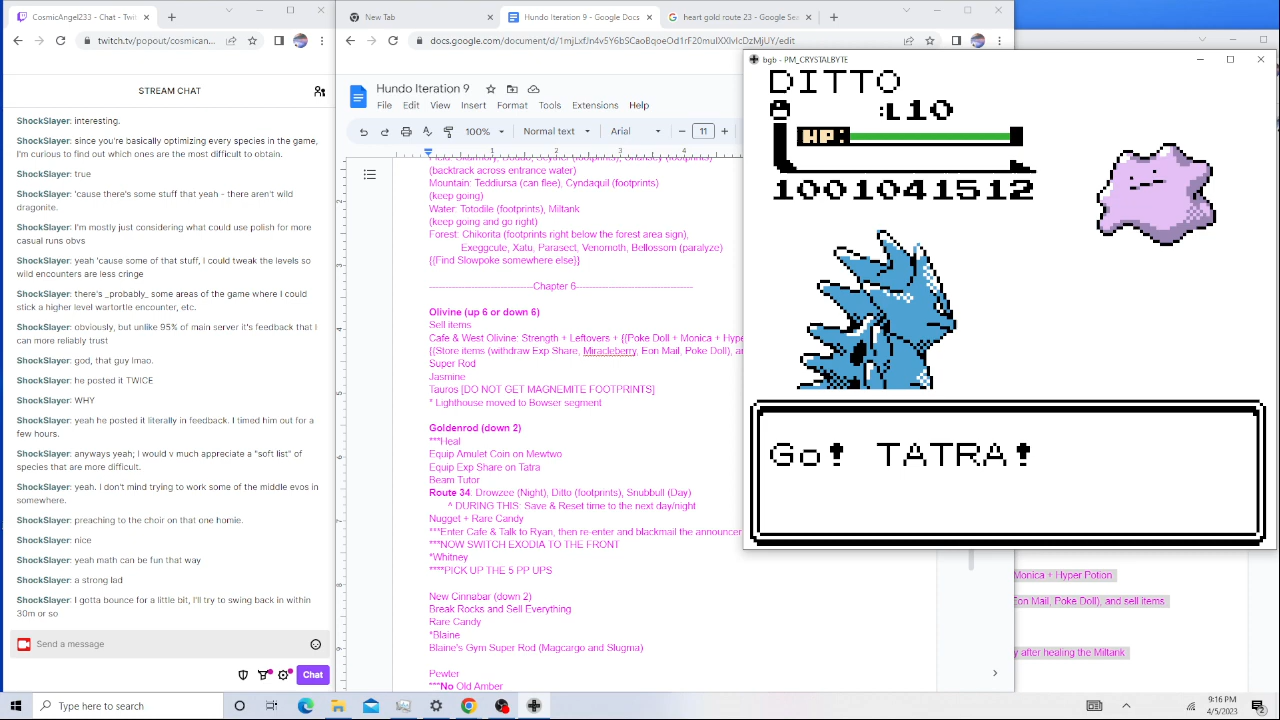 CosmicAngel233 - Chat - Twit
New Tab
Hundo Iteration 9 - Google Docs
heart gold route 23 - Google Se
twitch.tv/popout/cosmican
docs.google.com/document/d/
STREAM CHAT
ShockSlayer: interesting.
ShockSlayer: since you're basically optimizing every species in the game,
I'm curious to find out which ones are the most difficult to obtain.
ShockSlayer: true
ShockSlayer: 'cause there's some stuff that yeah - there aren't wild
dragonite.
ShockSlayer: I'm mostly just considering what could use polish for more
casual runs obvs
ShockSlayer: yeah 'cause some of that stuff, I could tweak the levels so
wild encounters are less cringe
ShockSlayer: there's _probably_ some areas of the game where I could
stick a higher level wartortle encounter, etc.
ShockSlayer: obviously, but unlike 95% of main server it's feedback that I
can more reliably trust
ShockSlayer: god, that guy lmao.
ShockSlayer: he posted it TWICE
ShockSlayer: WHY
ShockSlayer: yeah he posted it literally in feedback. I timed him out for a
few hours.
ShockSlayer: anyways yeah; I would v much appreciate a "soft list" of
species that are more difficult.
ShockSlayer: yeah. I don't mind trying to work some of the middle evos in
somewhere.
ShockSlayer: preaching to the choir on that one homie.
ShockSlayer: nice
ShockSlayer: yeah math can be fun that way
ShockSlayer: a strong lad
ShockSlayer: I gotta bounce for a little bit, I'll try to swing back in within
30m or so
Send a message
Chat
Hundo Iteration 9
File Edit View Insert Format Tools Extensions Help
100% Normal text Arial 11
1 2 3 4
(backtrack across entrance water)
Mountain: Teddiursa (can flee), Cyndaquil (footprints)
(keep going)
Water: Totodile (footprints), Miltank
(keep going and go right)
Forest: Chikorita (footprints right below the forest area sign),
Exeggcute, Xatu, Parasect, Venomoth, Bellossom (paralyze)
{{Find Slowpoke somewhere else}}
Chapter 6
Olivine (up 6 or down 6)
Sell items
Cafe & West Olivine: Strength + Leftovers + {{Poke Doll + Monica + Hype
{{Store items (withdraw Exp Share, Miracleberry, Eon Mail, Poke Doll), an
Super Rod
Jasmine
Tauros [DO NOT GET MAGNEMITE FOOTPRINTS]
* Lighthouse moved to Bowser segment
Goldenrod (down 2)
***Heal
Equip Amulet Coin on Mewtwo
Equip Exp Share on Tatra
Beam Tutor
Route 34: Drowzee (Night), Ditto (footprints), Snubbull (Day)
^ DURING THIS: Save & Reset time to the next day/night
Nugget + Rare Candy
***Enter Cafe & Talk to Ryan, then re-enter and blackmail the announcer
***NOW SWITCH EXODIA TO THE FRONT
*Whitney
****PICK UP THE 5 PP UPS
New Cinnabar (down 2)
Break Rocks and Sell Everything
Rare Candy
*Blaine
Blaine's Gym Super Rod (Magcargo and Slugma)
Pewter
***No Old Amber
bgb - PM_CRYSTALBYTE
DITTO
:L10
HP:
1001041512
Go! TATRA!
Monica + Hyper Potion
Eon Mail, Poke Doll), and sell items
y after healing the Miltank
Type here to search
9:16 PM
4/5/2023
2